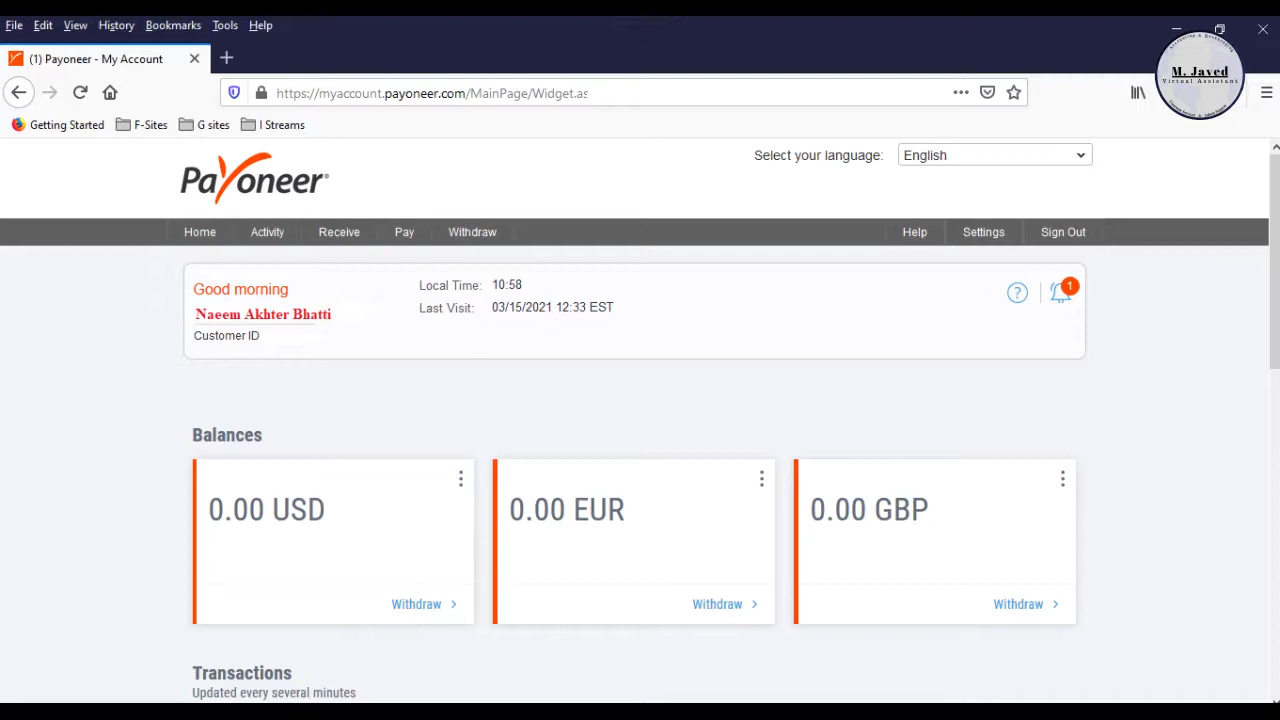 File Edit View History Bookmarks Tools Help
(1) Payoneer - My Account
M. Javed
Virtual Assistant
https://myaccount.payoneer.com/MainPage/Widget.as
Getting Started F-Sites G sites I Streams
Payoneer®
Select your language: English
Home Activity Receive Pay Withdraw Help Settings Sign Out
Good morning
Naeem Akhter Bhatti
Customer ID
Local Time: 10:58
Last Visit: 03/15/2021 12:33 EST
? 1
Balances
0.00 USD 0.00 EUR 0.00 GBP
Withdraw > Withdraw > Withdraw >
Transactions
Updated every several minutes